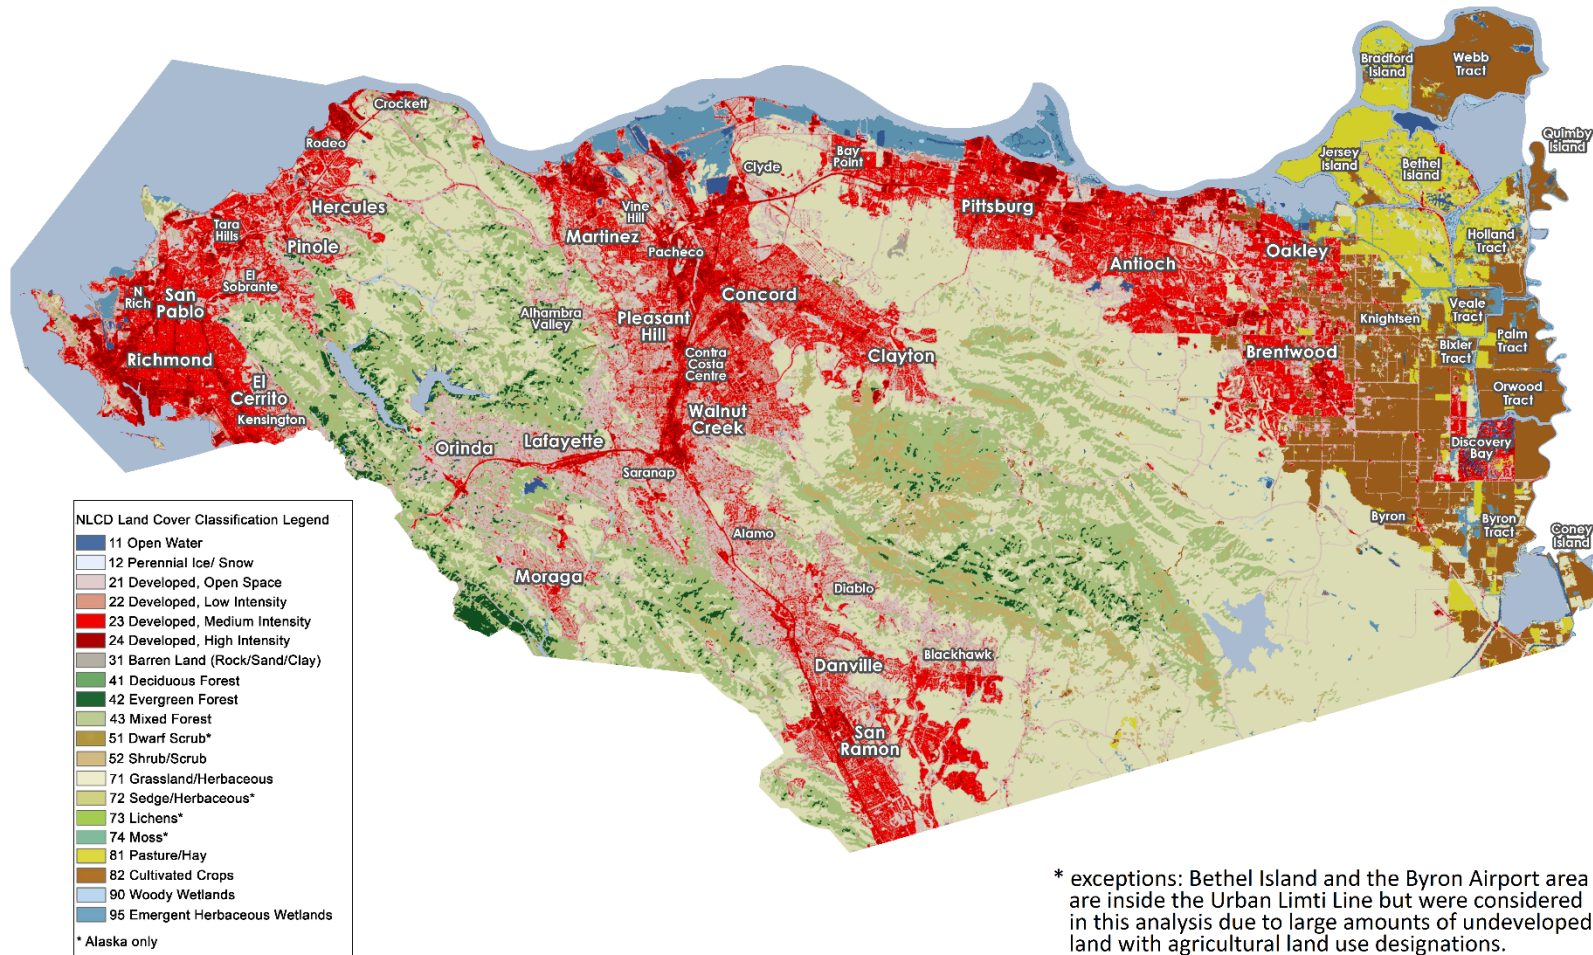 Bradford
Island
Webb
Tract
Crockett
Rodeo
Quimby
Island
Bay
Point
Clyde
Jersey
Island
Bethel
Island
Hercules
Vine
Hill
Pittsburg
Tara
Hills
Pinole
Martinez
Pacheco
Antioch
Oakley
Holland
Tract
El
Sobrante
N
Rich
San
Pablo
Concord
Alhambra
Valley
Pleasant
Hill
Knightsen
Veale
Tract
Palm
Tract
Bixler
Tract
Richmond
Contra
Costa
Centre
Clayton
Brentwood
El
Cerrito
Kensington
Orwood
Tract
Walnut
Creek
Orinda
Lafayette
Saranap
Discovery
Bay
Alamo
Byron
Byron
Tract
Coney
Island
Moraga
Diablo
Danville
Blackhawk
San
Ramon
NLCD Land Cover Classification Legend
11 Open Water
12 Perennial Ice/ Snow
21 Developed, Open Space
22 Developed, Low Intensity
23 Developed, Medium Intensity
24 Developed, High Intensity
31 Barren Land (Rock/Sand/Clay)
41 Deciduous Forest
42 Evergreen Forest
43 Mixed Forest
51 Dwarf Scrub*
52 Shrub/Scrub
71 Grassland/Herbaceous
72 Sedge/Herbaceous*
73 Lichens*
74 Moss*
81 Pasture/Hay
82 Cultivated Crops
90 Woody Wetlands
95 Emergent Herbaceous Wetlands
* Alaska only
* exceptions: Bethel Island and the Byron Airport area
are inside the Urban Limti Line but were considered
in this analysis due to large amounts of undeveloped
land with agricultural land use designations.